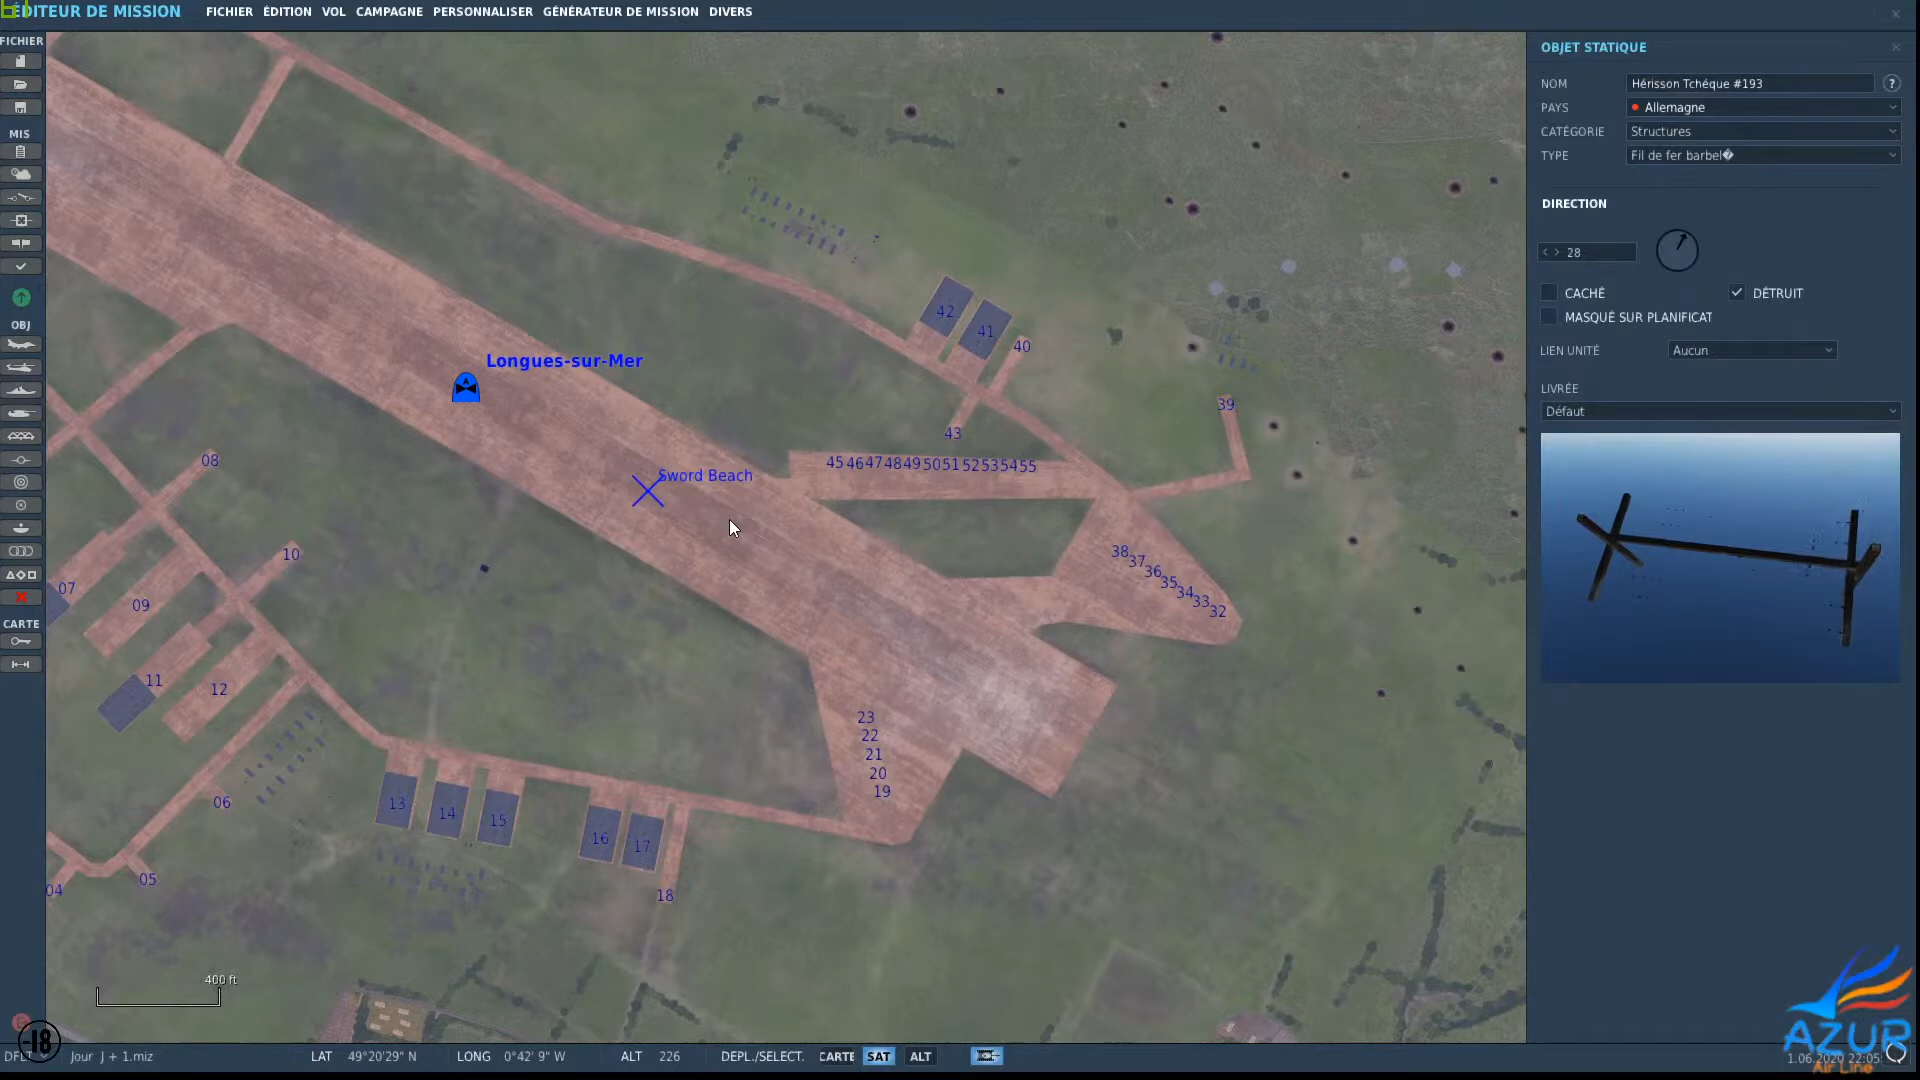 ÉDITEUR DE MISSION
FICHIER ÉDITION VOL CAMPAGNE PERSONNALISER GÉNÉRATEUR DE MISSION DIVERS
FICHIER
MIS
OBJ
CARTE
OBJET STATIQUE
NOM Hérisson Tchéque #193 ?
PAYS Allemagne
CATÉGORIE Structures
TYPE Fil de fer barbel�
DIRECTION
28
CACHÉ DÉTRUIT
MASQUÉ SUR PLANIFICAT
LIEN UNITÉ Aucun
LIVRÉE
Défaut
Longues-sur-Mer
Sword Beach
42
41
40
39
43
45 46 47 48 49 50 51 52 53 54 55
38
37
36
35
34
33
32
08
10
07
09
11
12
23
22
21
20
19
06
13
14
15
16
17
18
05
04
400 ft
-18
Jour J + 1.miz
LAT 49°20'29" N LONG 0°42' 9" W ALT 226 DEPL./SELECT. CARTE SAT ALT
AZUR
Air Line
1.06.2020 22:05